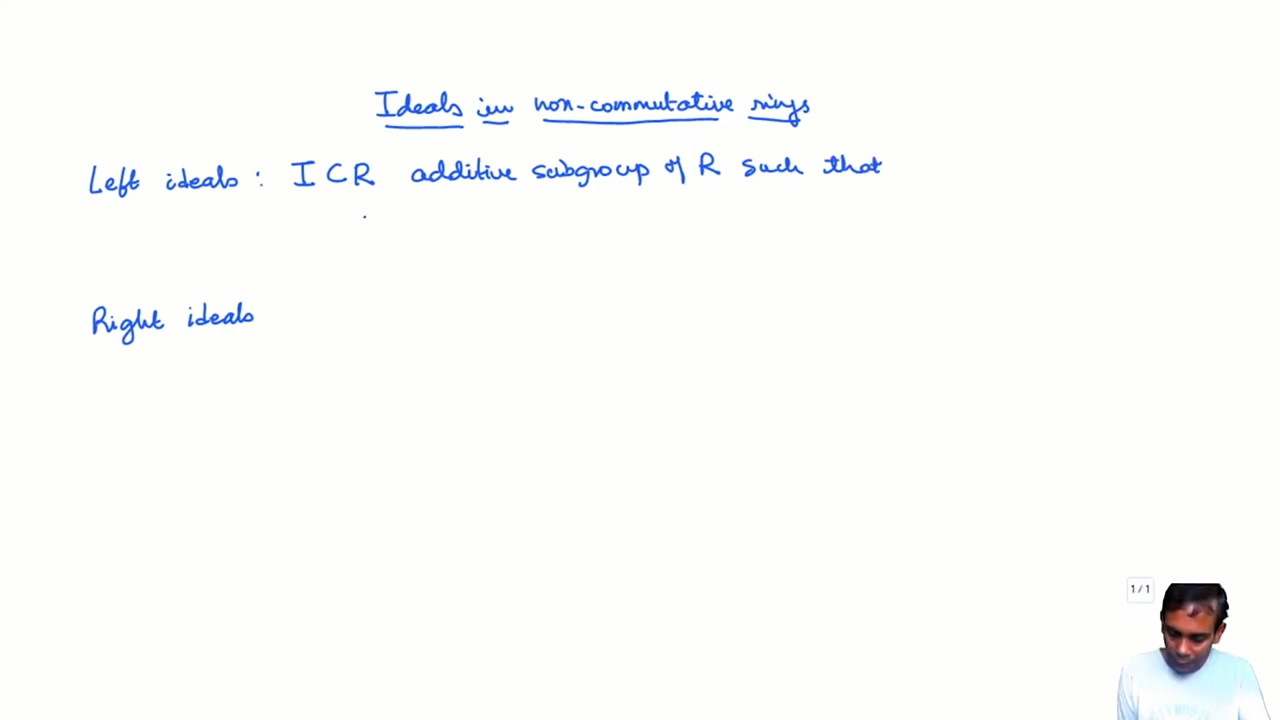 Ideals in non-commutative rings
Left ideals : I ⊂ R additive subgroup of R such that
Right ideals
1/1